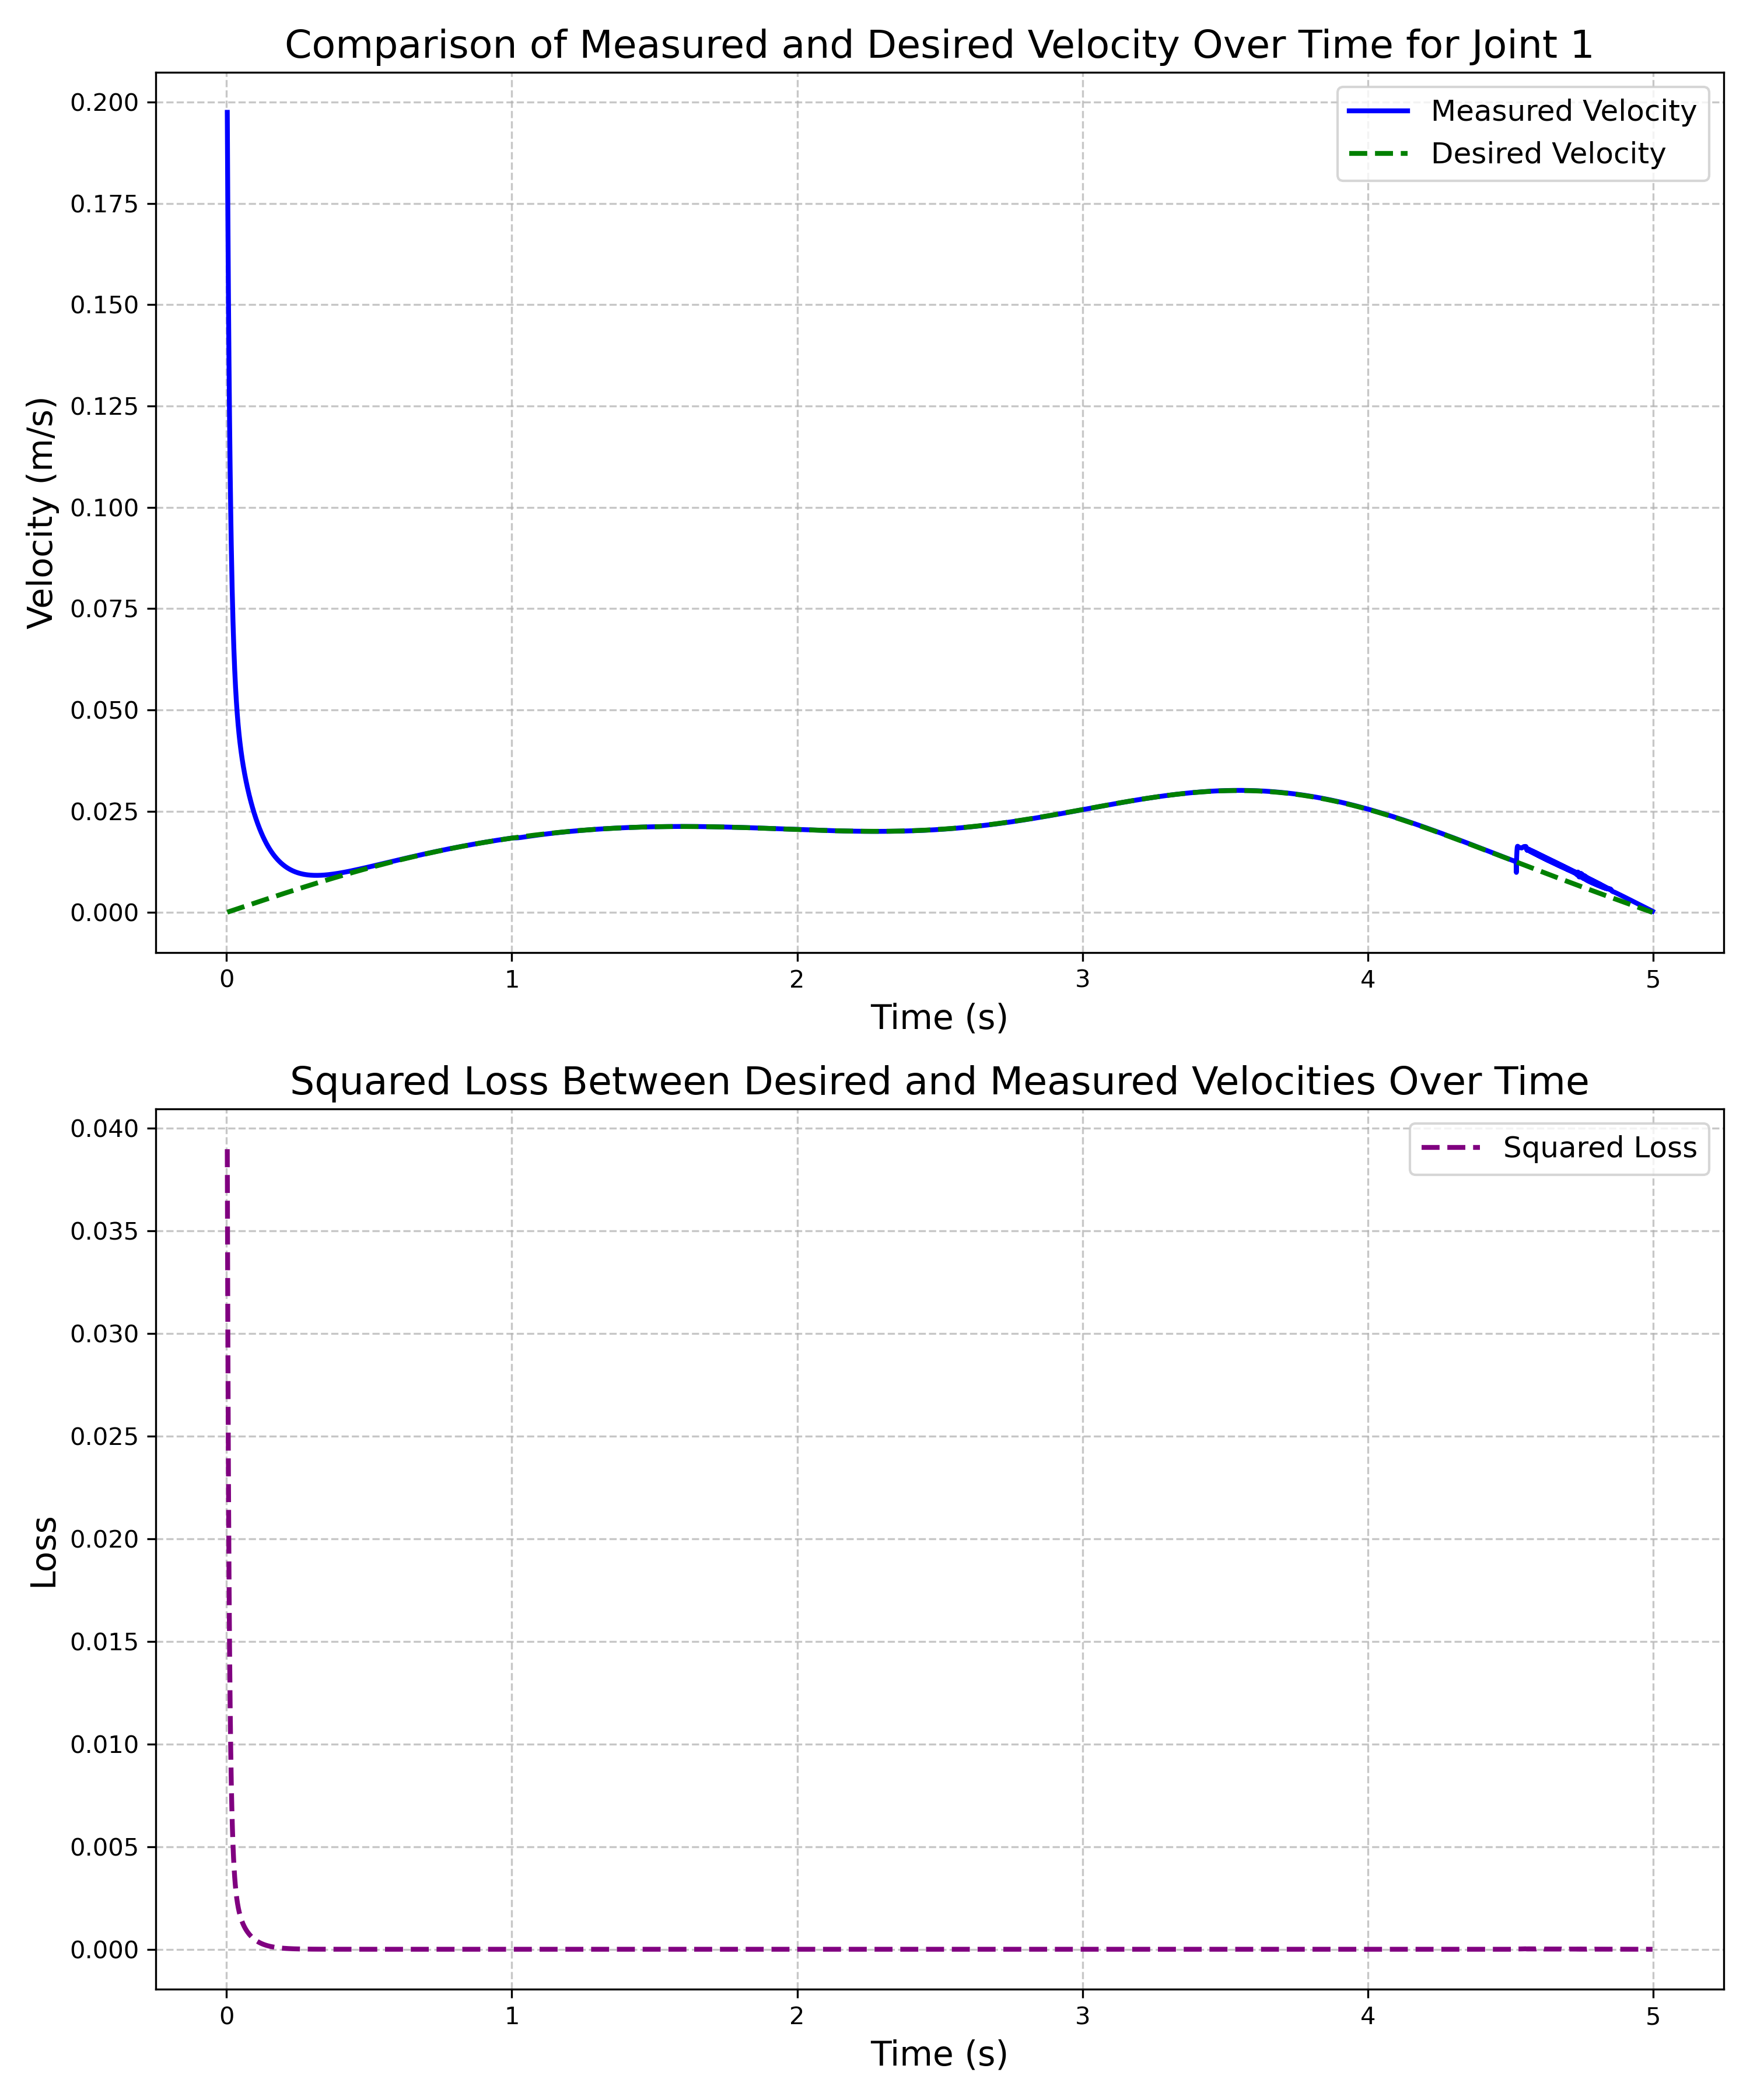 Comparison of Measured and Desired Velocity Over Time for Joint 1
Measured Velocity
Desired Velocity
Velocity (m/s)
0.200
0.175
0.150
0.125
0.100
0.075
0.050
0.025
0.000
0 1 2 3 4 5
Time (s)
Squared Loss Between Desired and Measured Velocities Over Time
Squared Loss
Loss
0.040
0.035
0.030
0.025
0.020
0.015
0.010
0.005
0.000
0 1 2 3 4 5
Time (s)